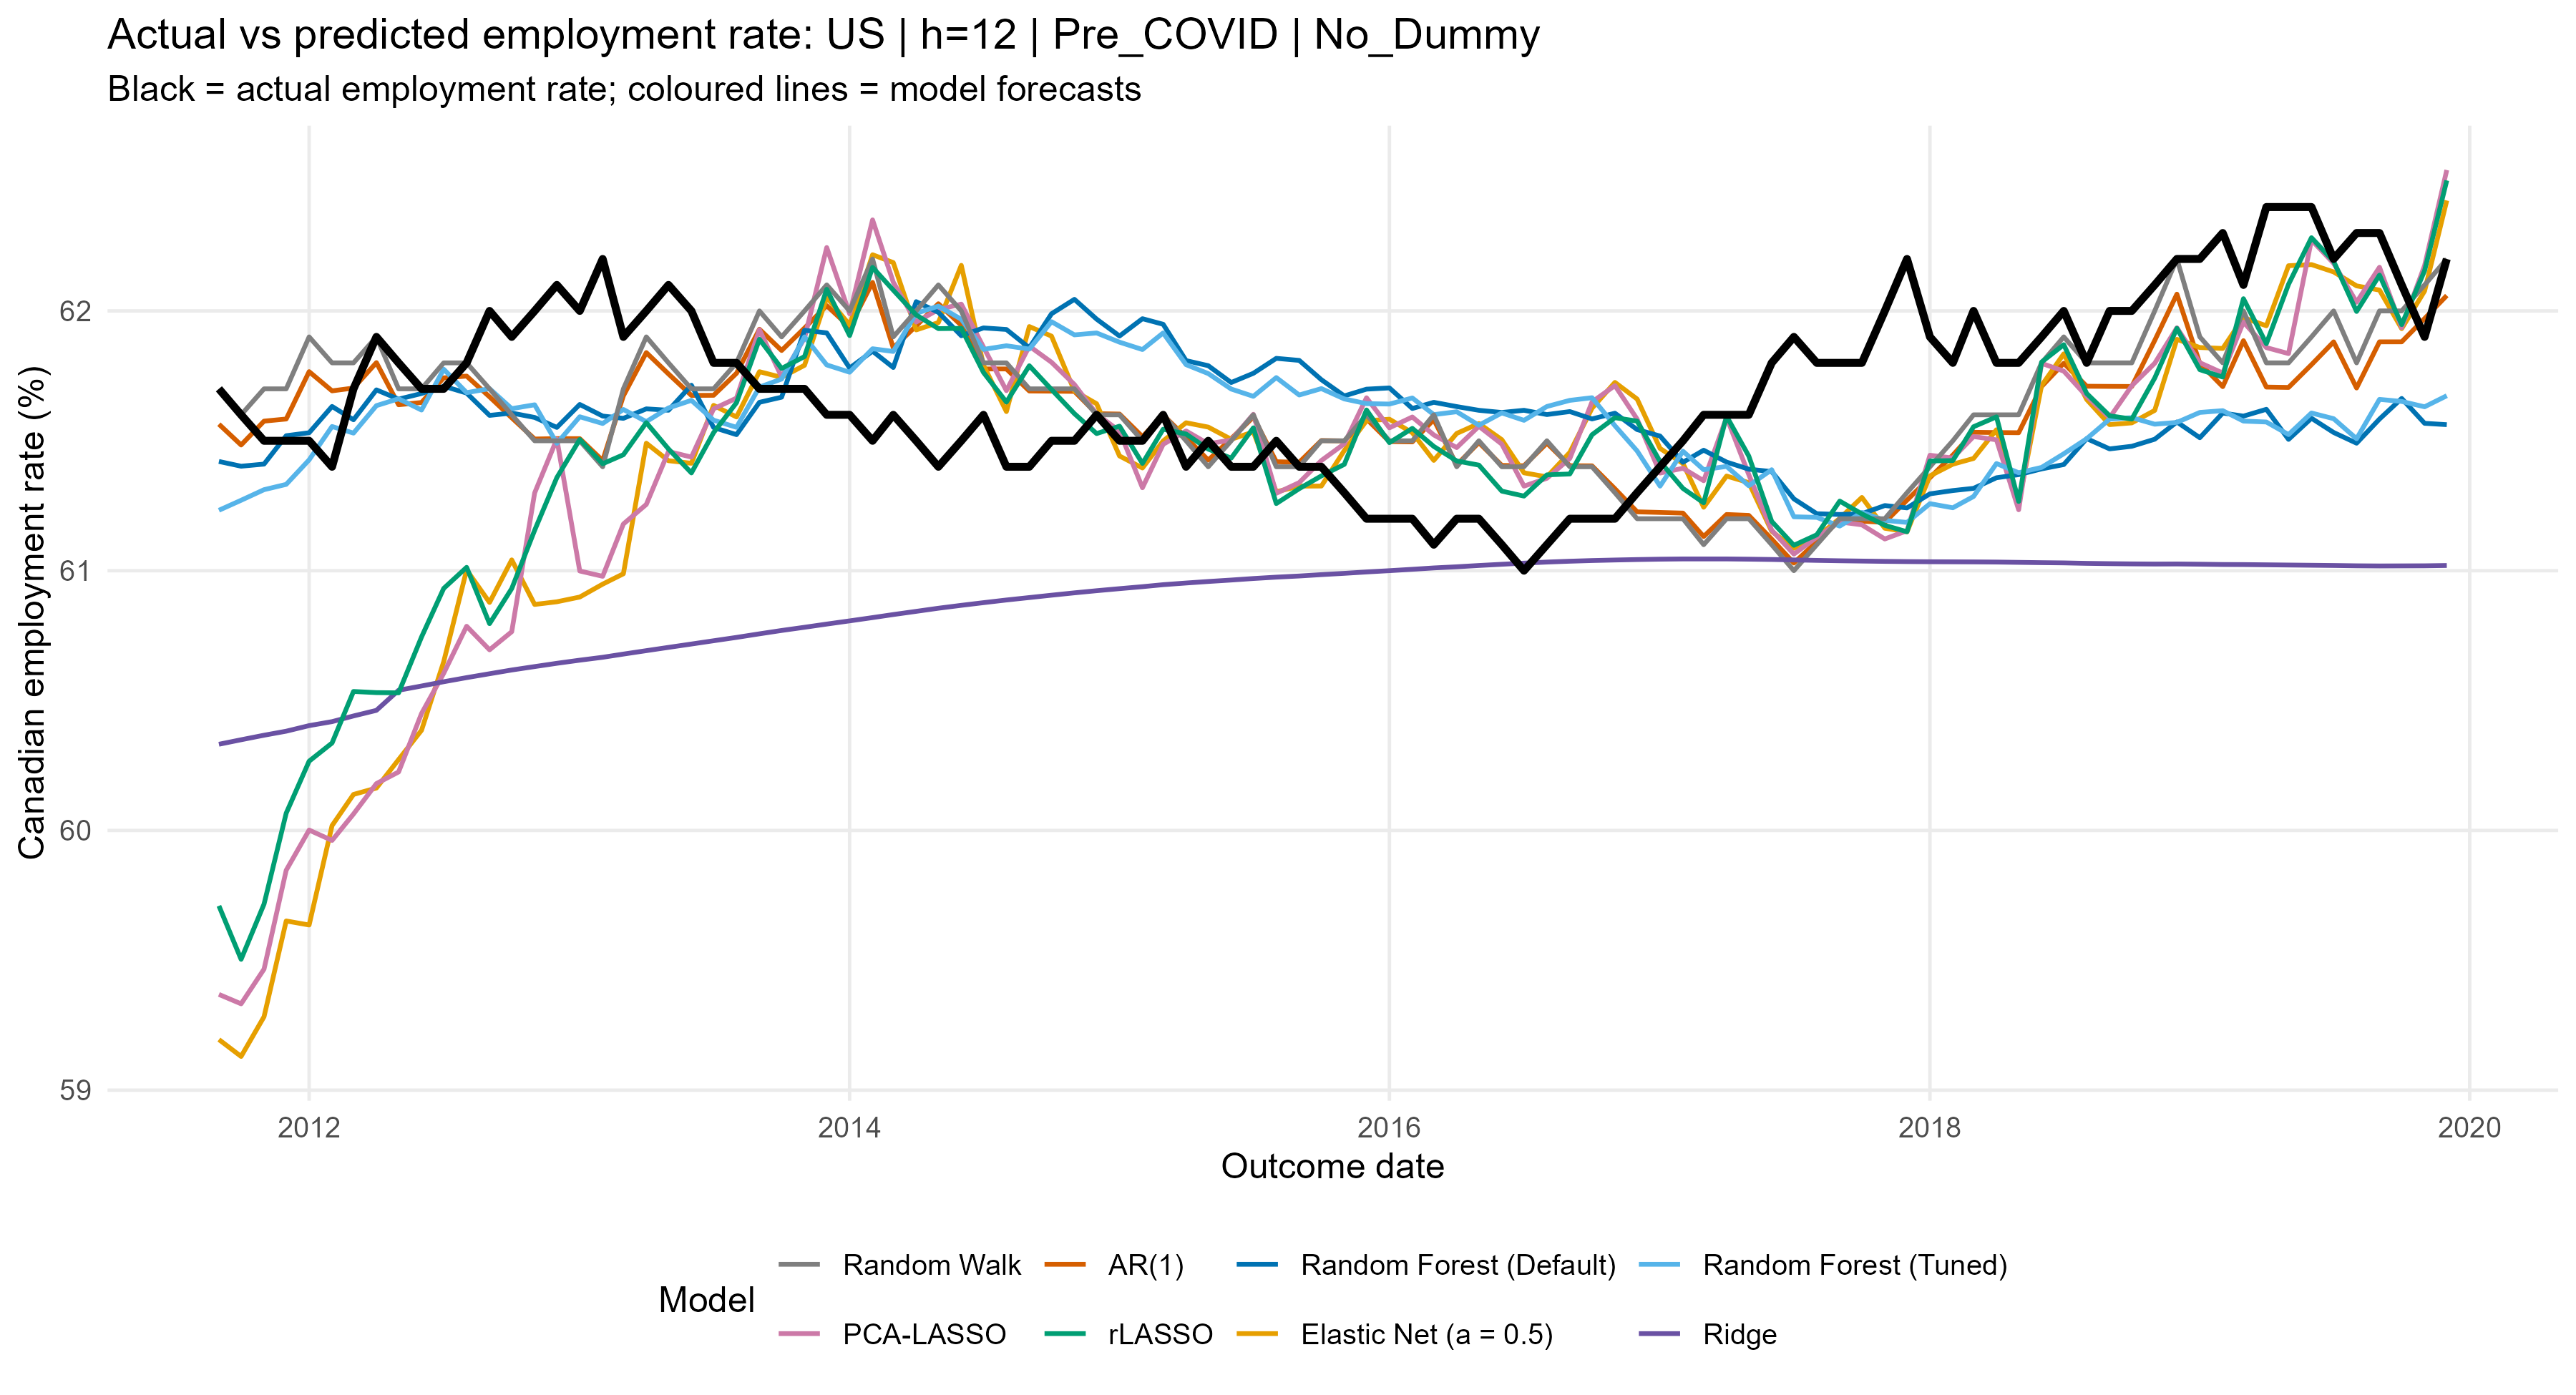 Actual vs predicted employment rate: US | h=12 | Pre_COVID | No_Dummy
Black = actual employment rate; coloured lines = model forecasts
Canadian employment rate (%)
62
61
60
59
2012 2014 2016 2018 2020
Outcome date
Model
Random Walk AR(1) Random Forest (Default) Random Forest (Tuned)
PCA-LASSO rLASSO Elastic Net (a = 0.5) Ridge